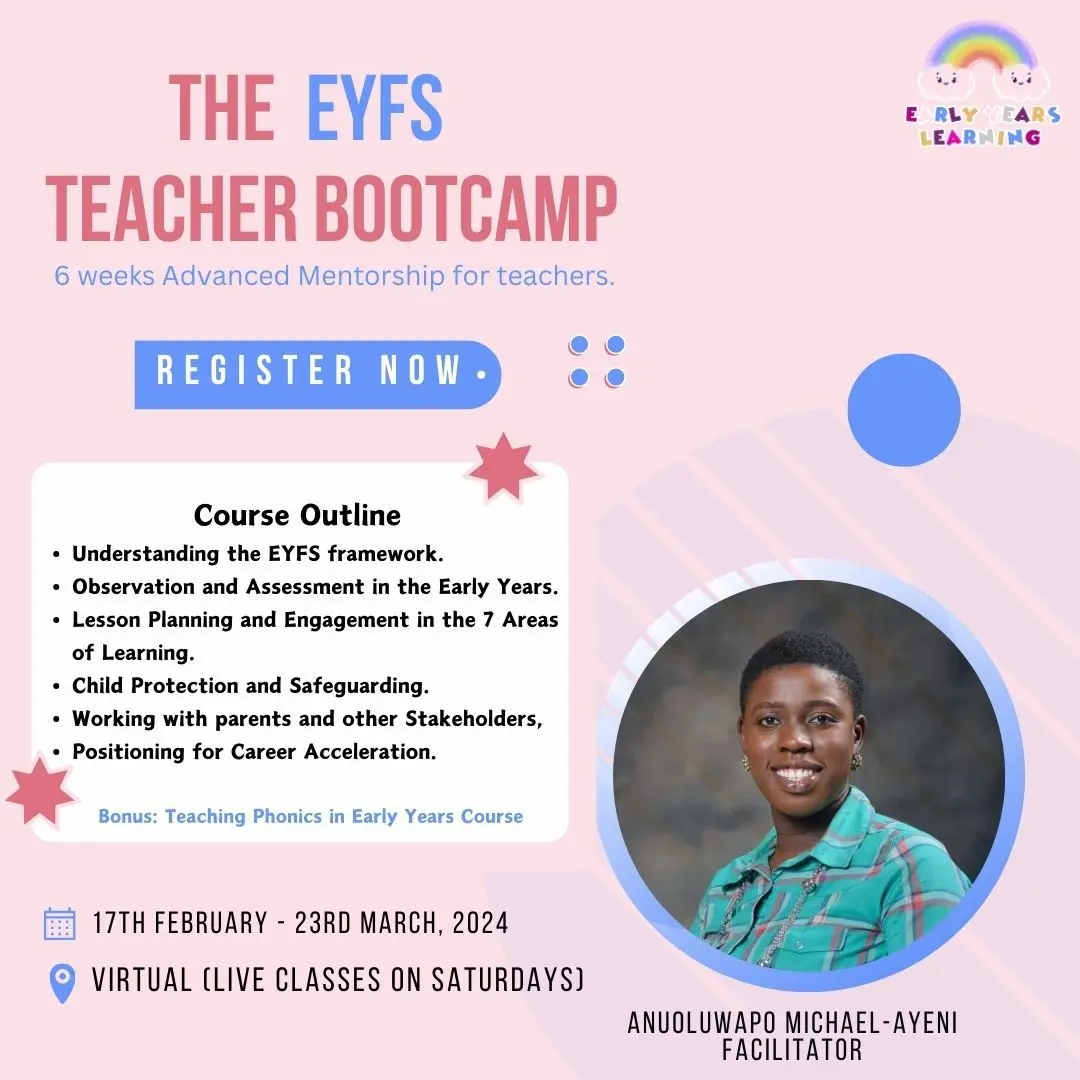 THE EYFS
TEACHER BOOTCAMP
6 weeks Advanced Mentorship for teachers.
EARLY YEARS
LEARNING
REGISTER NOW
Course Outline
• Understanding the EYFS framework.
• Observation and Assessment in the Early Years.
• Lesson Planning and Engagement in the 7 Areas
of Learning.
• Child Protection and Safeguarding.
• Working with parents and other Stakeholders,
• Positioning for Career Acceleration.
Bonus: Teaching Phonics in Early Years Course
17TH FEBRUARY - 23RD MARCH, 2024
VIRTUAL (LIVE CLASSES ON SATURDAYS)
ANUOLUWAPO MICHAEL-AYENI
FACILITATOR